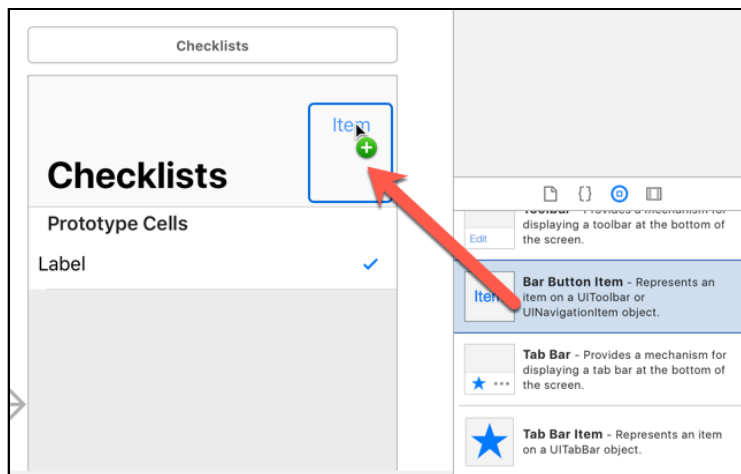 Checklists
Item
Checklists
Prototype Cells
Label
Toolbar - Provides a mechanism for
displaying a toolbar at the bottom of
the screen.
Edit
Item
Bar Button Item - Represents an
item on a UIToolbar or
UINavigationItem object.
Tab Bar - Provides a mechanism for
displaying a tab bar at the bottom of
the screen.
Tab Bar Item - Represents an item
on a UITabBar object.